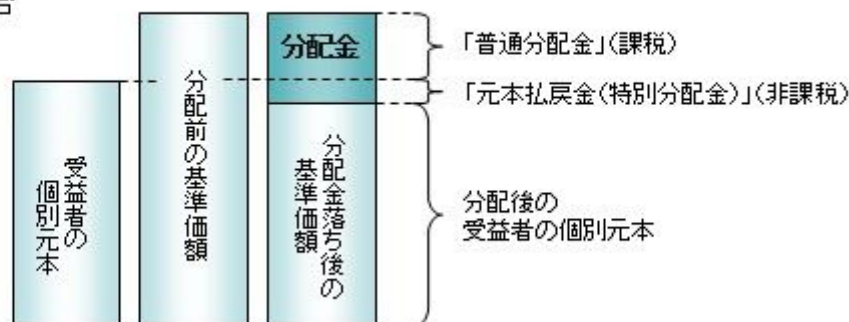 分配金
「普通分配金」(課税)
「元本払戻金(特別分配金)」(非課税)
受益者の
個別元本
分配前の基準価額
分配金落ち後の
基準価額
分配後の
受益者の個別元本